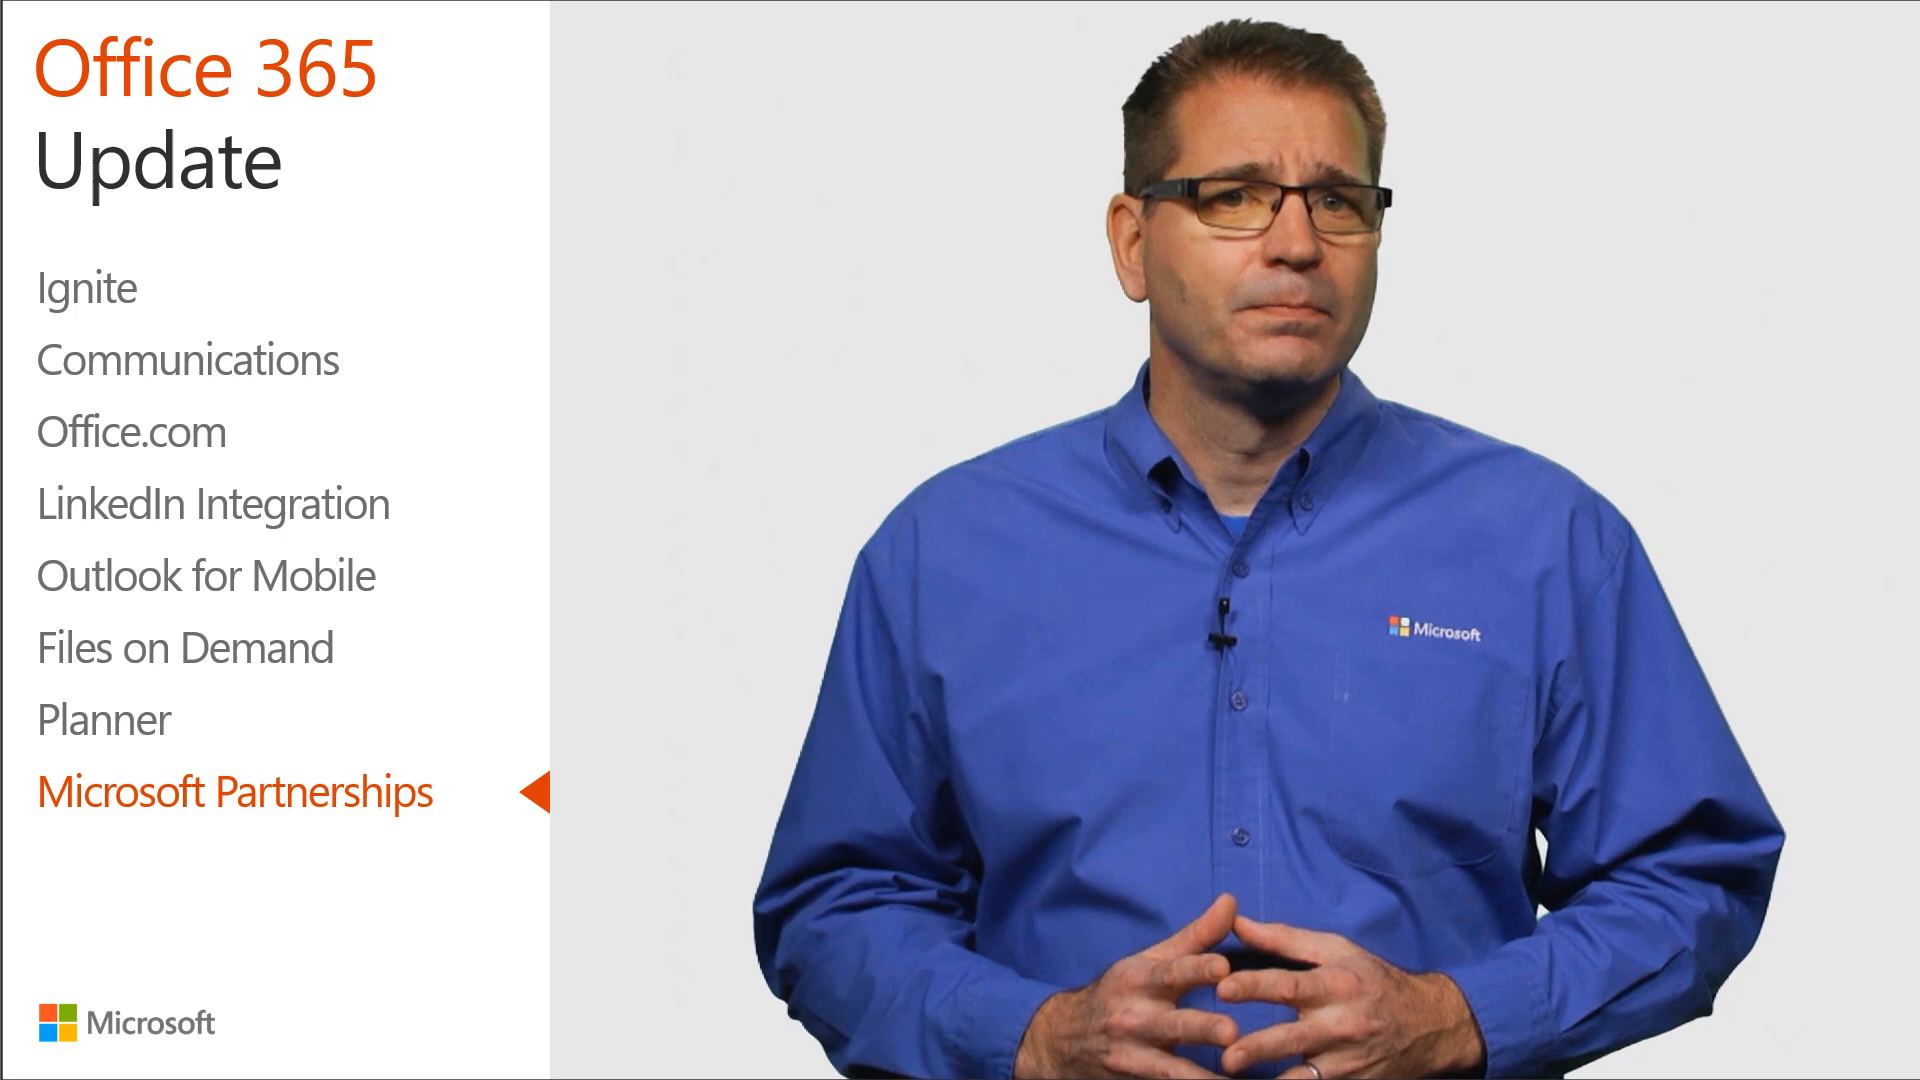 Office 365
Update
Ignite
Communications
Office.com
LinkedIn Integration
Outlook for Mobile
Files on Demand
Planner
Microsoft Partnerships
Microsoft
Microsoft